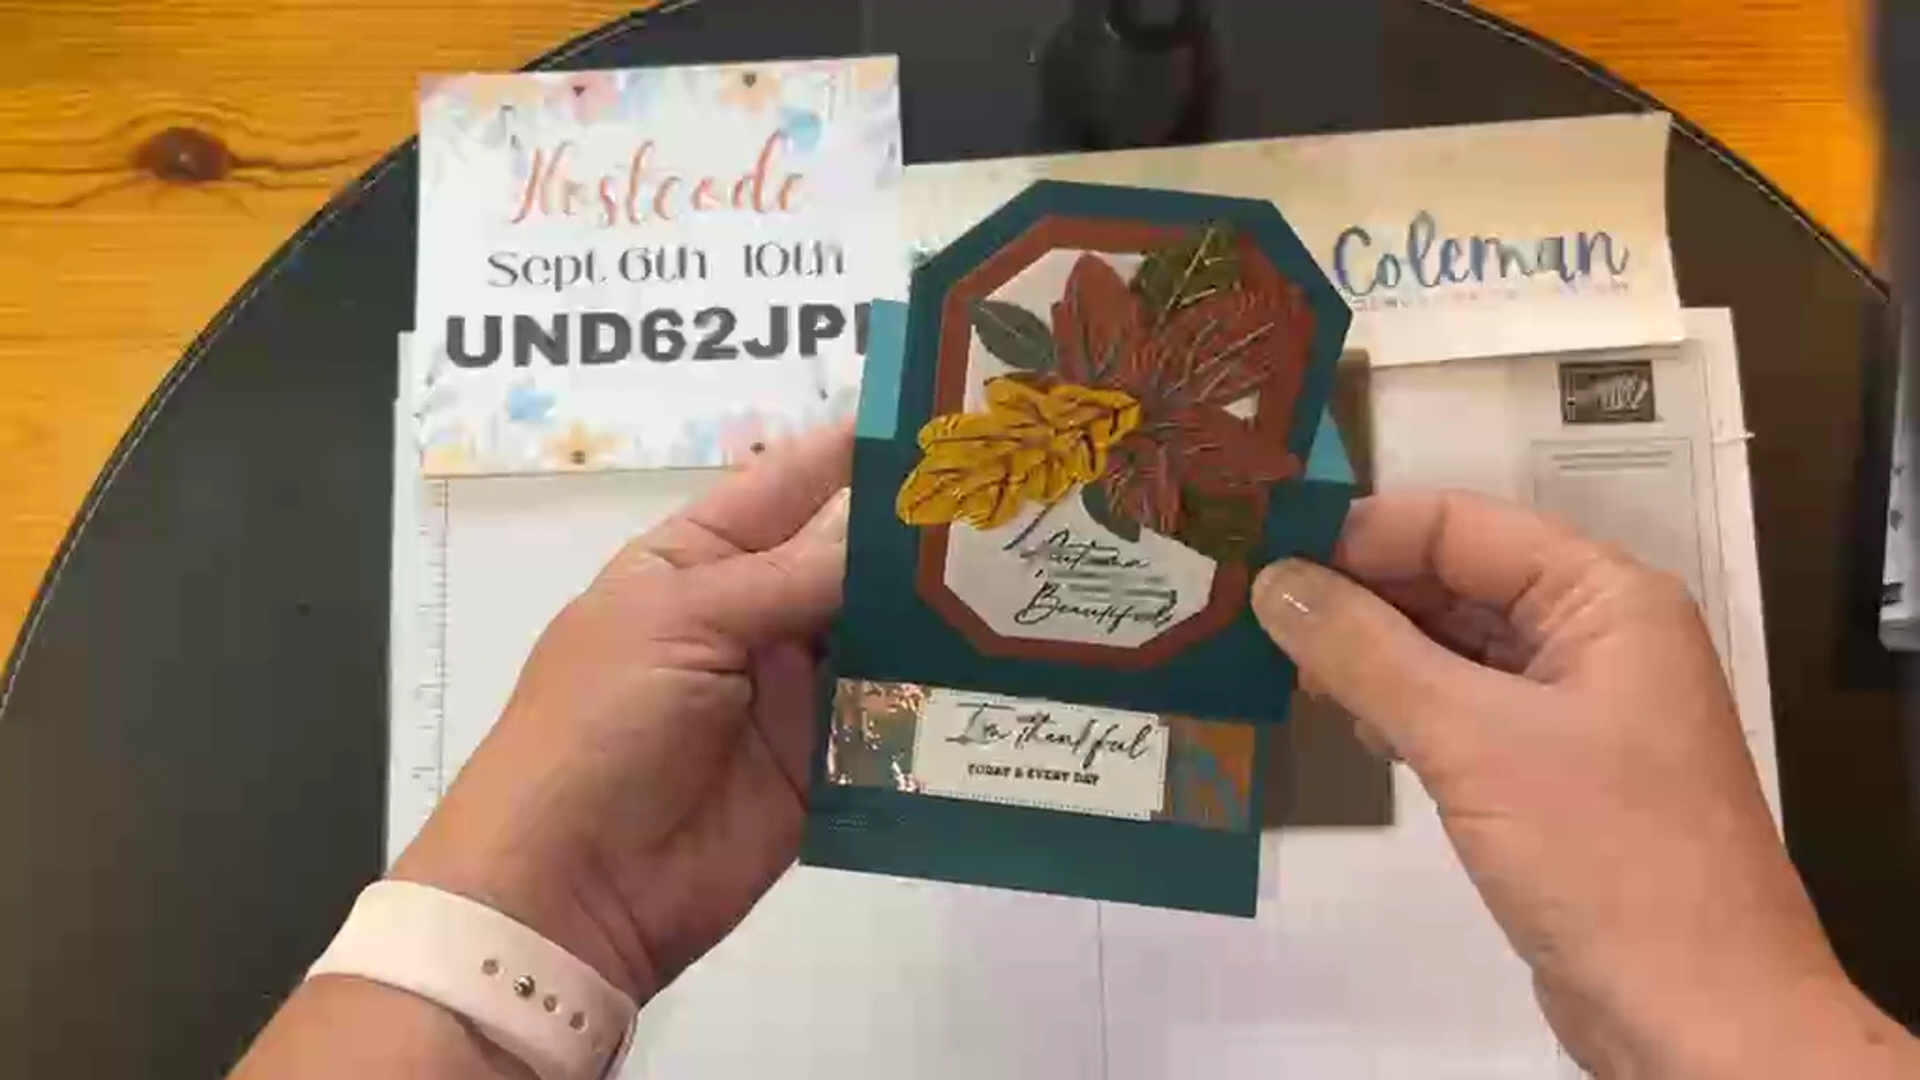 Hostcode
Sept 6th 10th
UND62JP
Coleman
Autumn
Beautiful
I'm thankful
TODAY & EVERY DAY